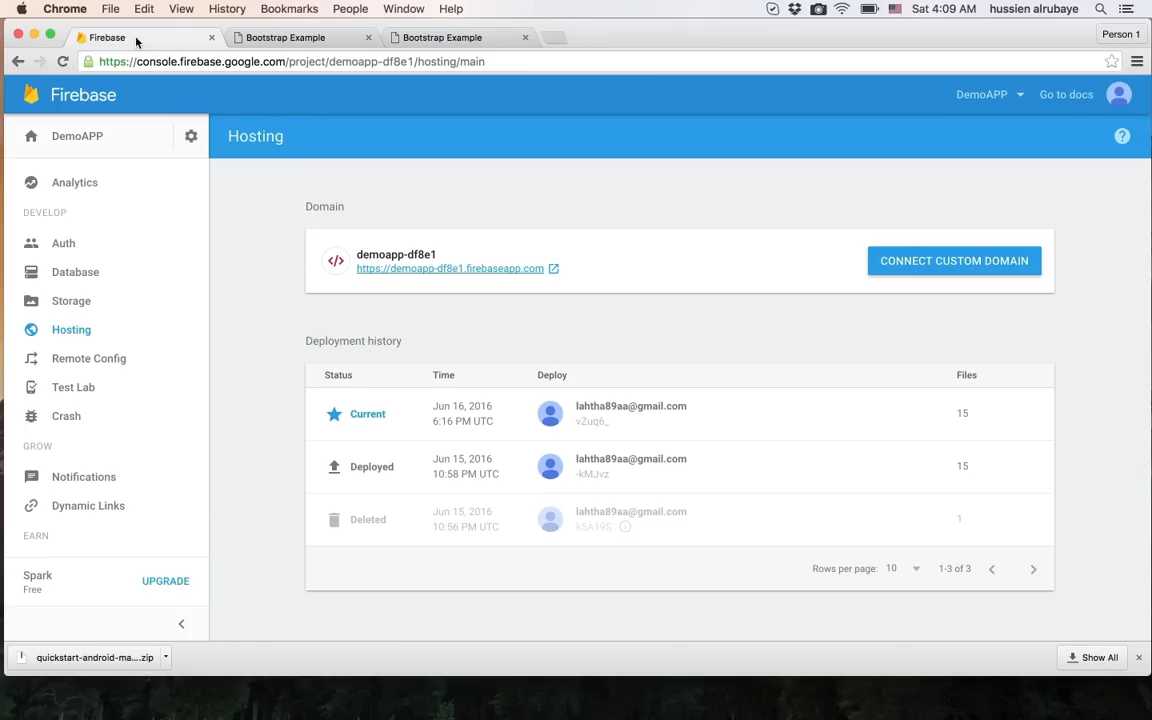 Chrome File Edit View History Bookmarks People Window Help Sat 4:09 AM hussien alrubaye
Firebase Bootstrap Example Bootstrap Example Person 1
https://console.firebase.google.com/project/demoapp-df8e1/hosting/main
Firebase DemoAPP Go to docs
DemoAPP
Hosting
Analytics
DEVELOP
Auth
Database
Storage
Hosting
Remote Config
Test Lab
Crash
GROW
Notifications
Dynamic Links
EARN
Spark
Free
UPGRADE
Domain
demoapp-df8e1
https://demoapp-df8e1.firebaseapp.com
CONNECT CUSTOM DOMAIN
Deployment history
Status Time Deploy Files
Current Jun 16, 2016 lahtha89aa@gmail.com 15
6:16 PM UTC vZuq6_
Deployed Jun 15, 2016 lahtha89aa@gmail.com 15
10:58 PM UTC -kMJvz
Deleted Jun 15, 2016 lahtha89aa@gmail.com 1
10:56 PM UTC k5A19S
Rows per page: 10 1-3 of 3
quickstart-android-ma....zip Show All